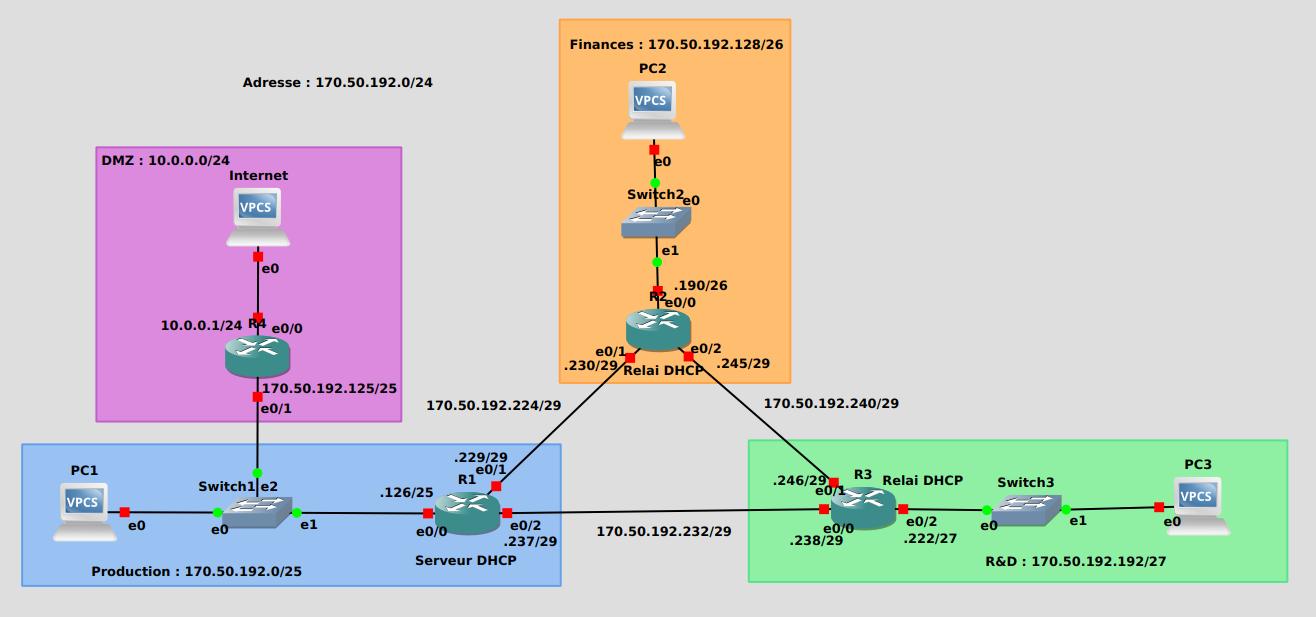 Adresse : 170.50.192.0/24
Finances : 170.50.192.128/26
PC2
VPCS
e0
Switch2
e0
e1
.190/26
R2
e0/0
e0/1
.230/29
Relai DHCP
e0/2
.245/29
DMZ : 10.0.0.0/24
Internet
VPCS
e0
10.0.0.1/24
R4
e0/0
170.50.192.125/25
e0/1
170.50.192.224/29
170.50.192.240/29
PC1
VPCS
e0
Switch1
e2
e0
e1
.126/25
.229/29
e0/1
R1
e0/0
e0/2
.237/29
Serveur DHCP
Production : 170.50.192.0/25
170.50.192.232/29
.246/29
e0/1
R3
Relai DHCP
e0/0
.238/29
e0/2
.222/27
Switch3
e0
e1
PC3
VPCS
e0
R&D : 170.50.192.192/27